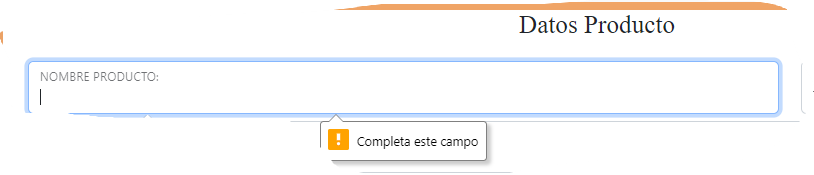 Datos Producto
NOMBRE PRODUCTO:
Completa este campo